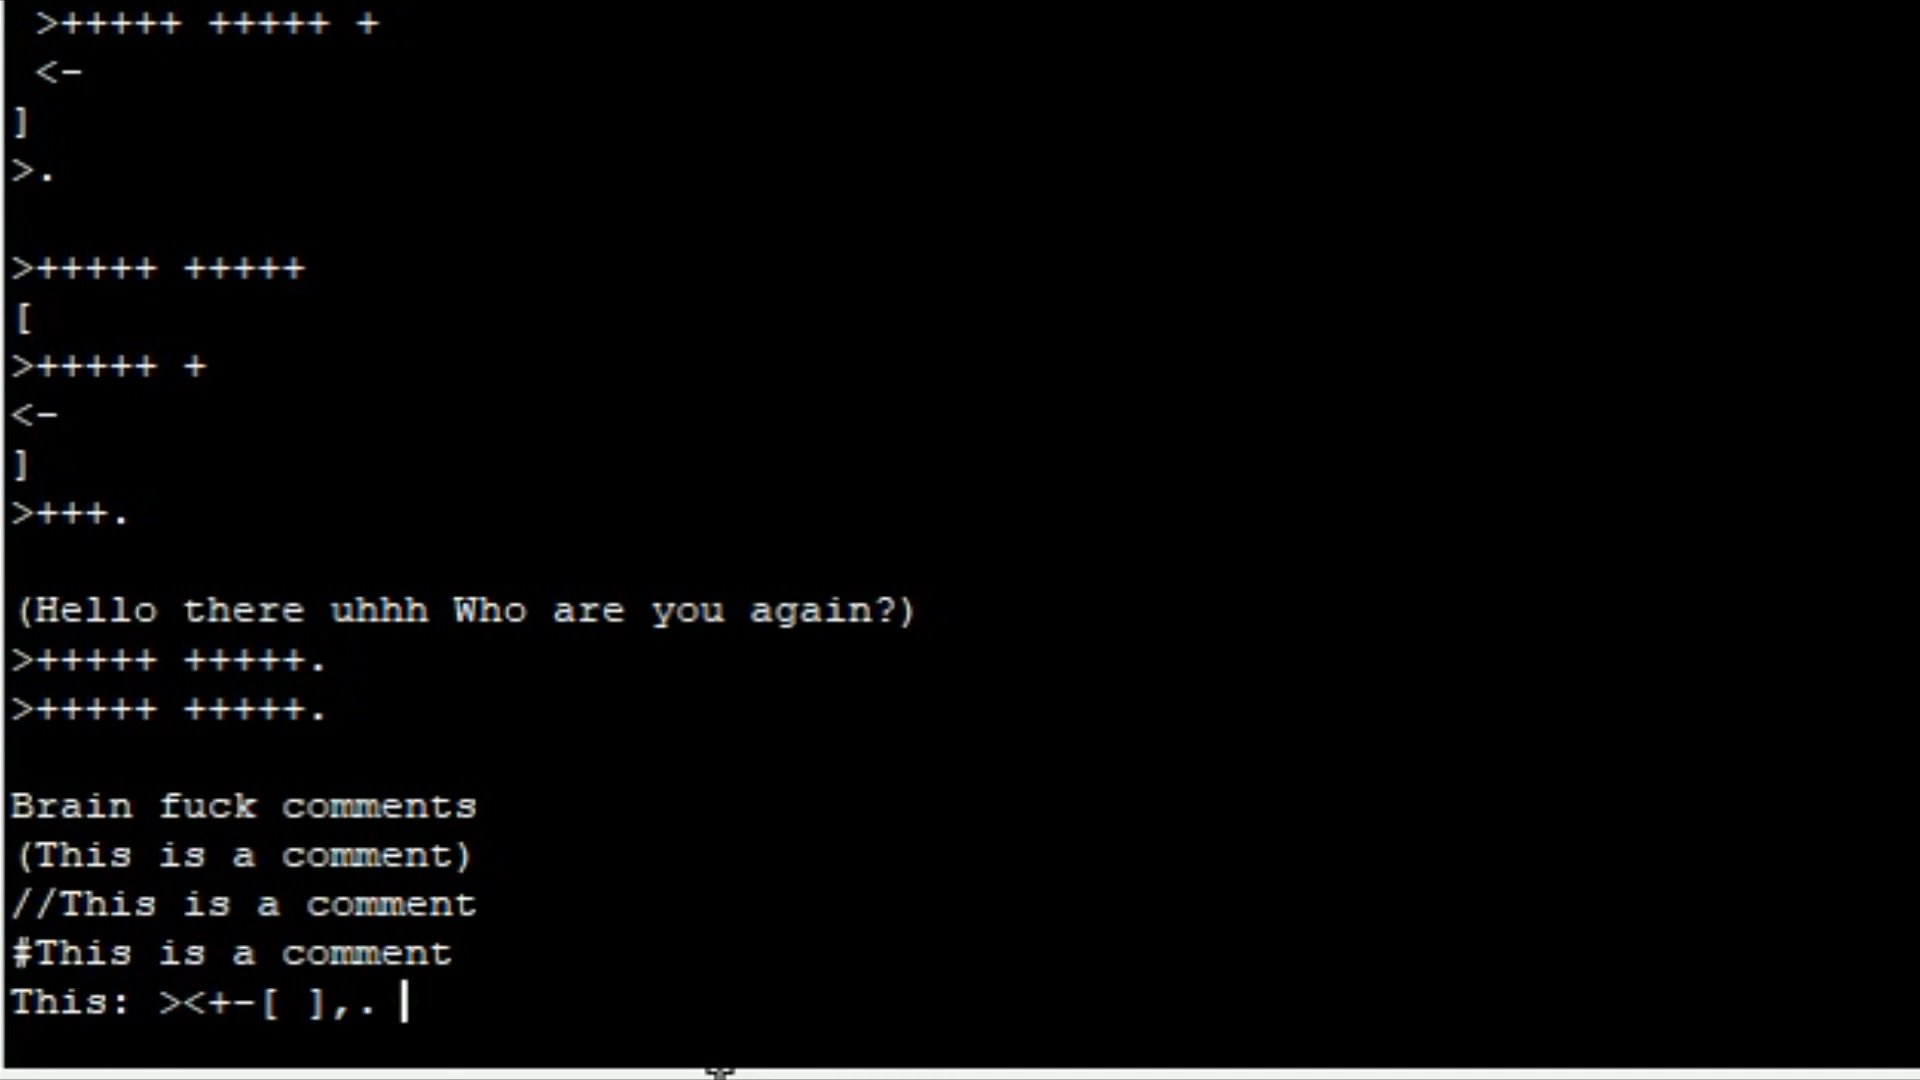 >+++++ +++++ +
<-
]
>.
>+++++ +++++
[
>+++++ +
<-
]
>+++.
(Hello there uhhh Who are you again?)
>+++++ +++++.
>+++++ +++++.
Brain fuck comments
(This is a comment)
//This is a comment
#This is a comment
This: ><+-[ ],.